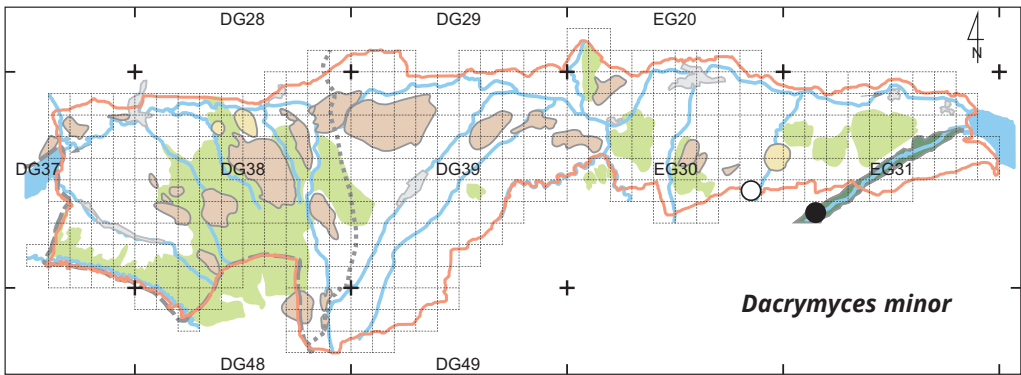 DG28 DG29 EG20
N
DG37 DG38 DG39 EG30 EG31
Dacrymyces minor
DG48 DG49